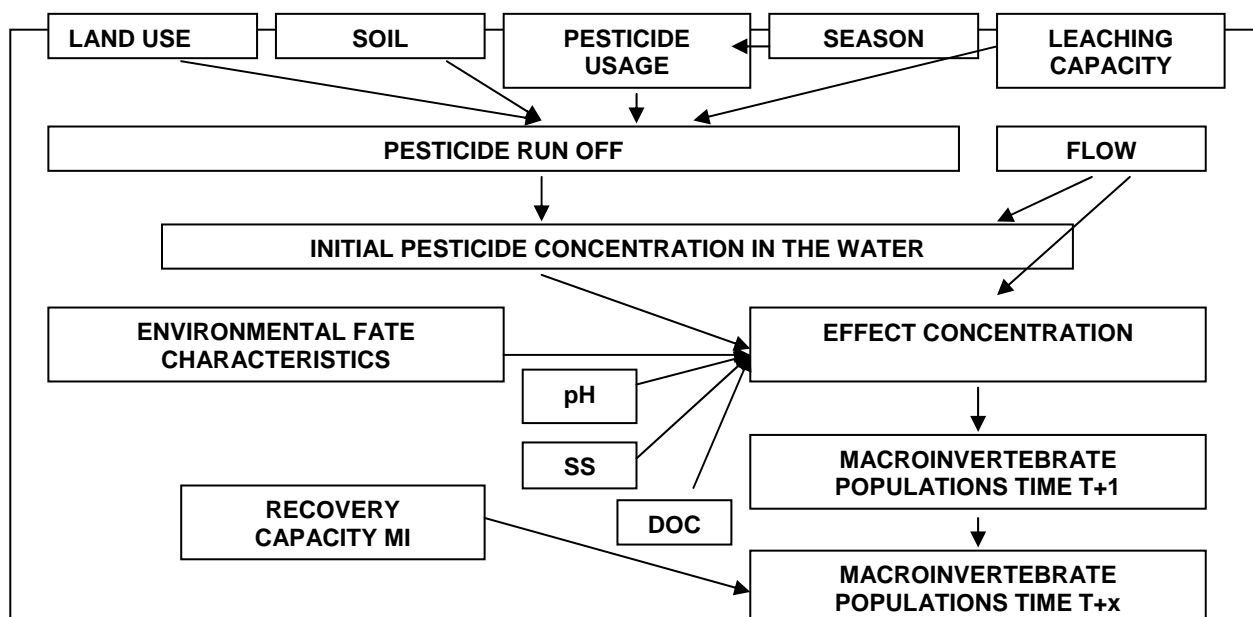 LAND USE
SOIL
PESTICIDE
USAGE
SEASON
LEACHING
CAPACITY
PESTICIDE RUN OFF
FLOW
INITIAL PESTICIDE CONCENTRATION IN THE WATER
ENVIRONMENTAL FATE
CHARACTERISTICS
EFFECT CONCENTRATION
pH
SS
DOC
MACROINVERTEBRATE
POPULATIONS TIME T+1
RECOVERY
CAPACITY MI
MACROINVERTEBRATE
POPULATIONS TIME T+x